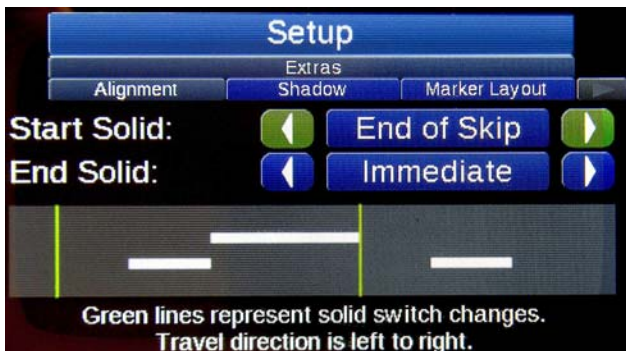 Setup
Extras
Alignment Shadow Marker Layout
Start Solid: End of Skip
End Solid: Immediate
Green lines represent solid switch changes.
Travel direction is left to right.